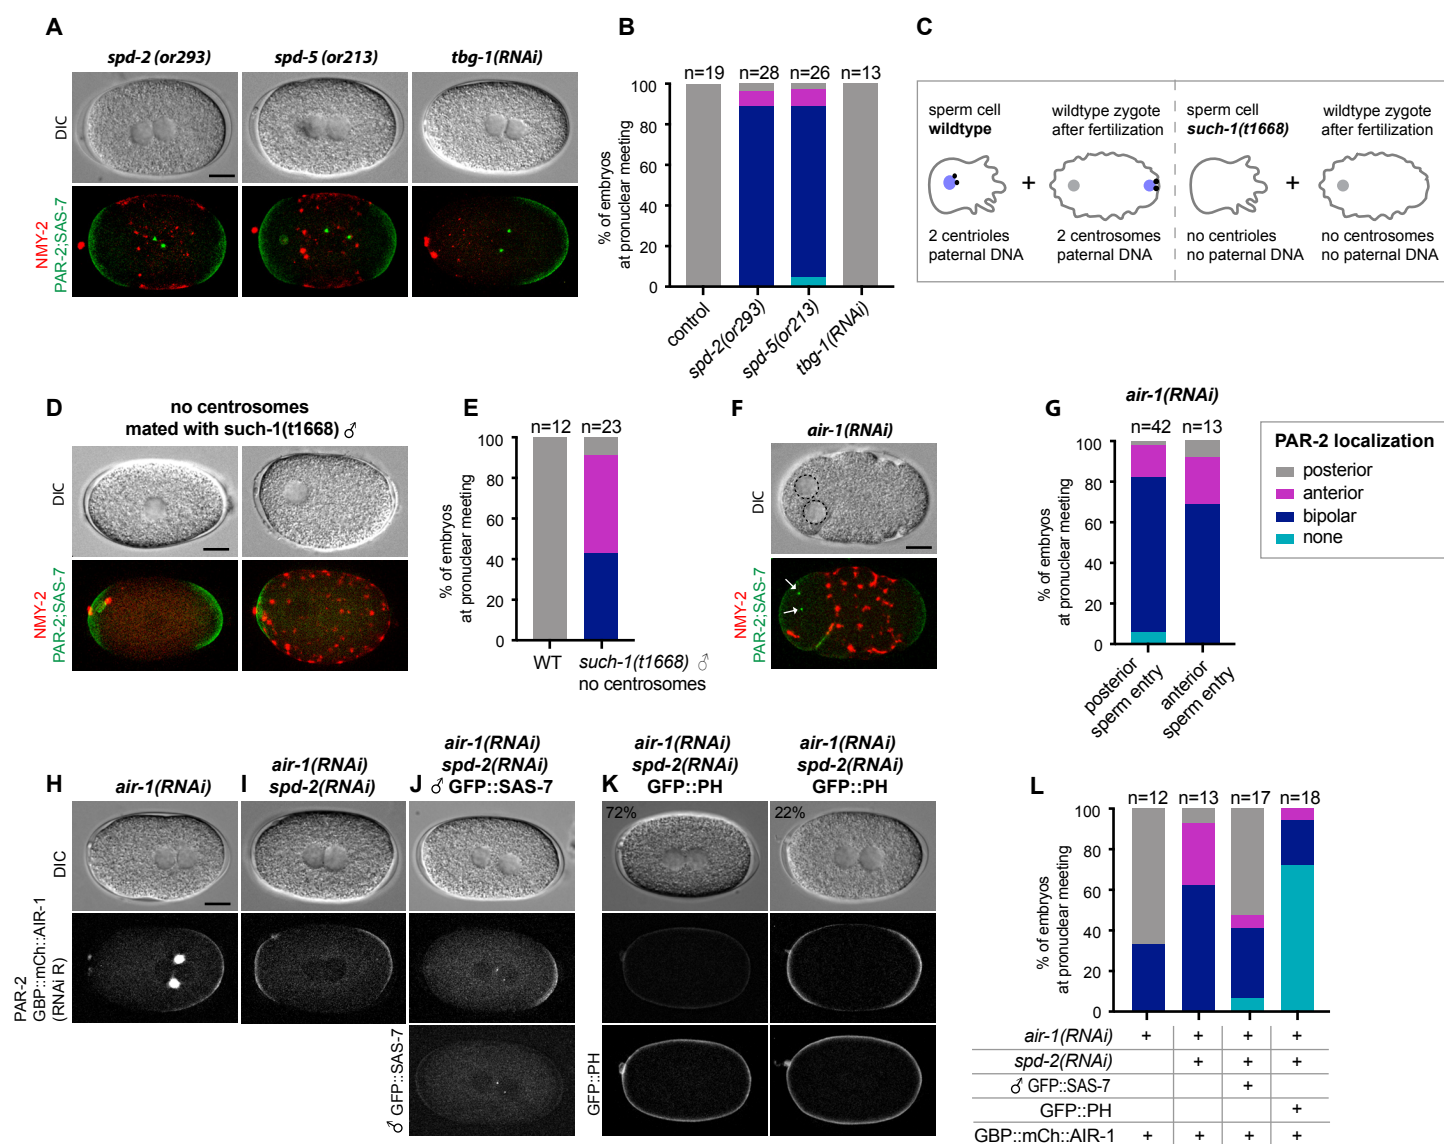 A
spd-2 (or293)
spd-5 (or213)
tbg-1(RNAi)
DIC
NMY-2
PAR-2;SAS-7
B
n=19 n=28 n=26 n=13
% of embryos
at pronuclear meeting
100
80
60
40
20
0
control
spd-2(or293)
spd-5(or213)
tbg-1(RNAi)
C
sperm cell
wildtype
wildtype zygote
after fertilization
sperm cell
such-1(t1668)
wildtype zygote
after fertilization
+
+
2 centrioles
paternal DNA
2 centrosomes
paternal DNA
no centrioles
no paternal DNA
no centrosomes
no paternal DNA
D
no centrosomes
mated with such-1(t1668) ♂
DIC
NMY-2
PAR-2;SAS-7
E
n=12 n=23
% of embryos
at pronuclear meeting
100
80
60
40
20
0
WT
such-1(t1668) ♂
no centrosomes
F
air-1(RNAi)
DIC
NMY-2
PAR-2;SAS-7
G
air-1(RNAi)
n=42 n=13
% of embryos
at pronuclear meeting
100
80
60
40
20
0
posterior
sperm entry
anterior
sperm entry
PAR-2 localization
posterior
anterior
bipolar
none
H
air-1(RNAi)
I
air-1(RNAi)
spd-2(RNAi)
J
air-1(RNAi)
spd-2(RNAi)
♂ GFP::SAS-7
K
air-1(RNAi)
spd-2(RNAi)
GFP::PH
air-1(RNAi)
spd-2(RNAi)
GFP::PH
72%
22%
DIC
PAR-2
GBP::mCh::AIR-1
(RNAi R)
♂ GFP::SAS-7
GFP::PH
L
n=12 n=13 n=17 n=18
% of embryos
at pronuclear meeting
100
80
60
40
20
0
air-1(RNAi) + + + +
spd-2(RNAi) + + +
♂ GFP::SAS-7 +
GFP::PH +
GBP::mCh::AIR-1 + + + +